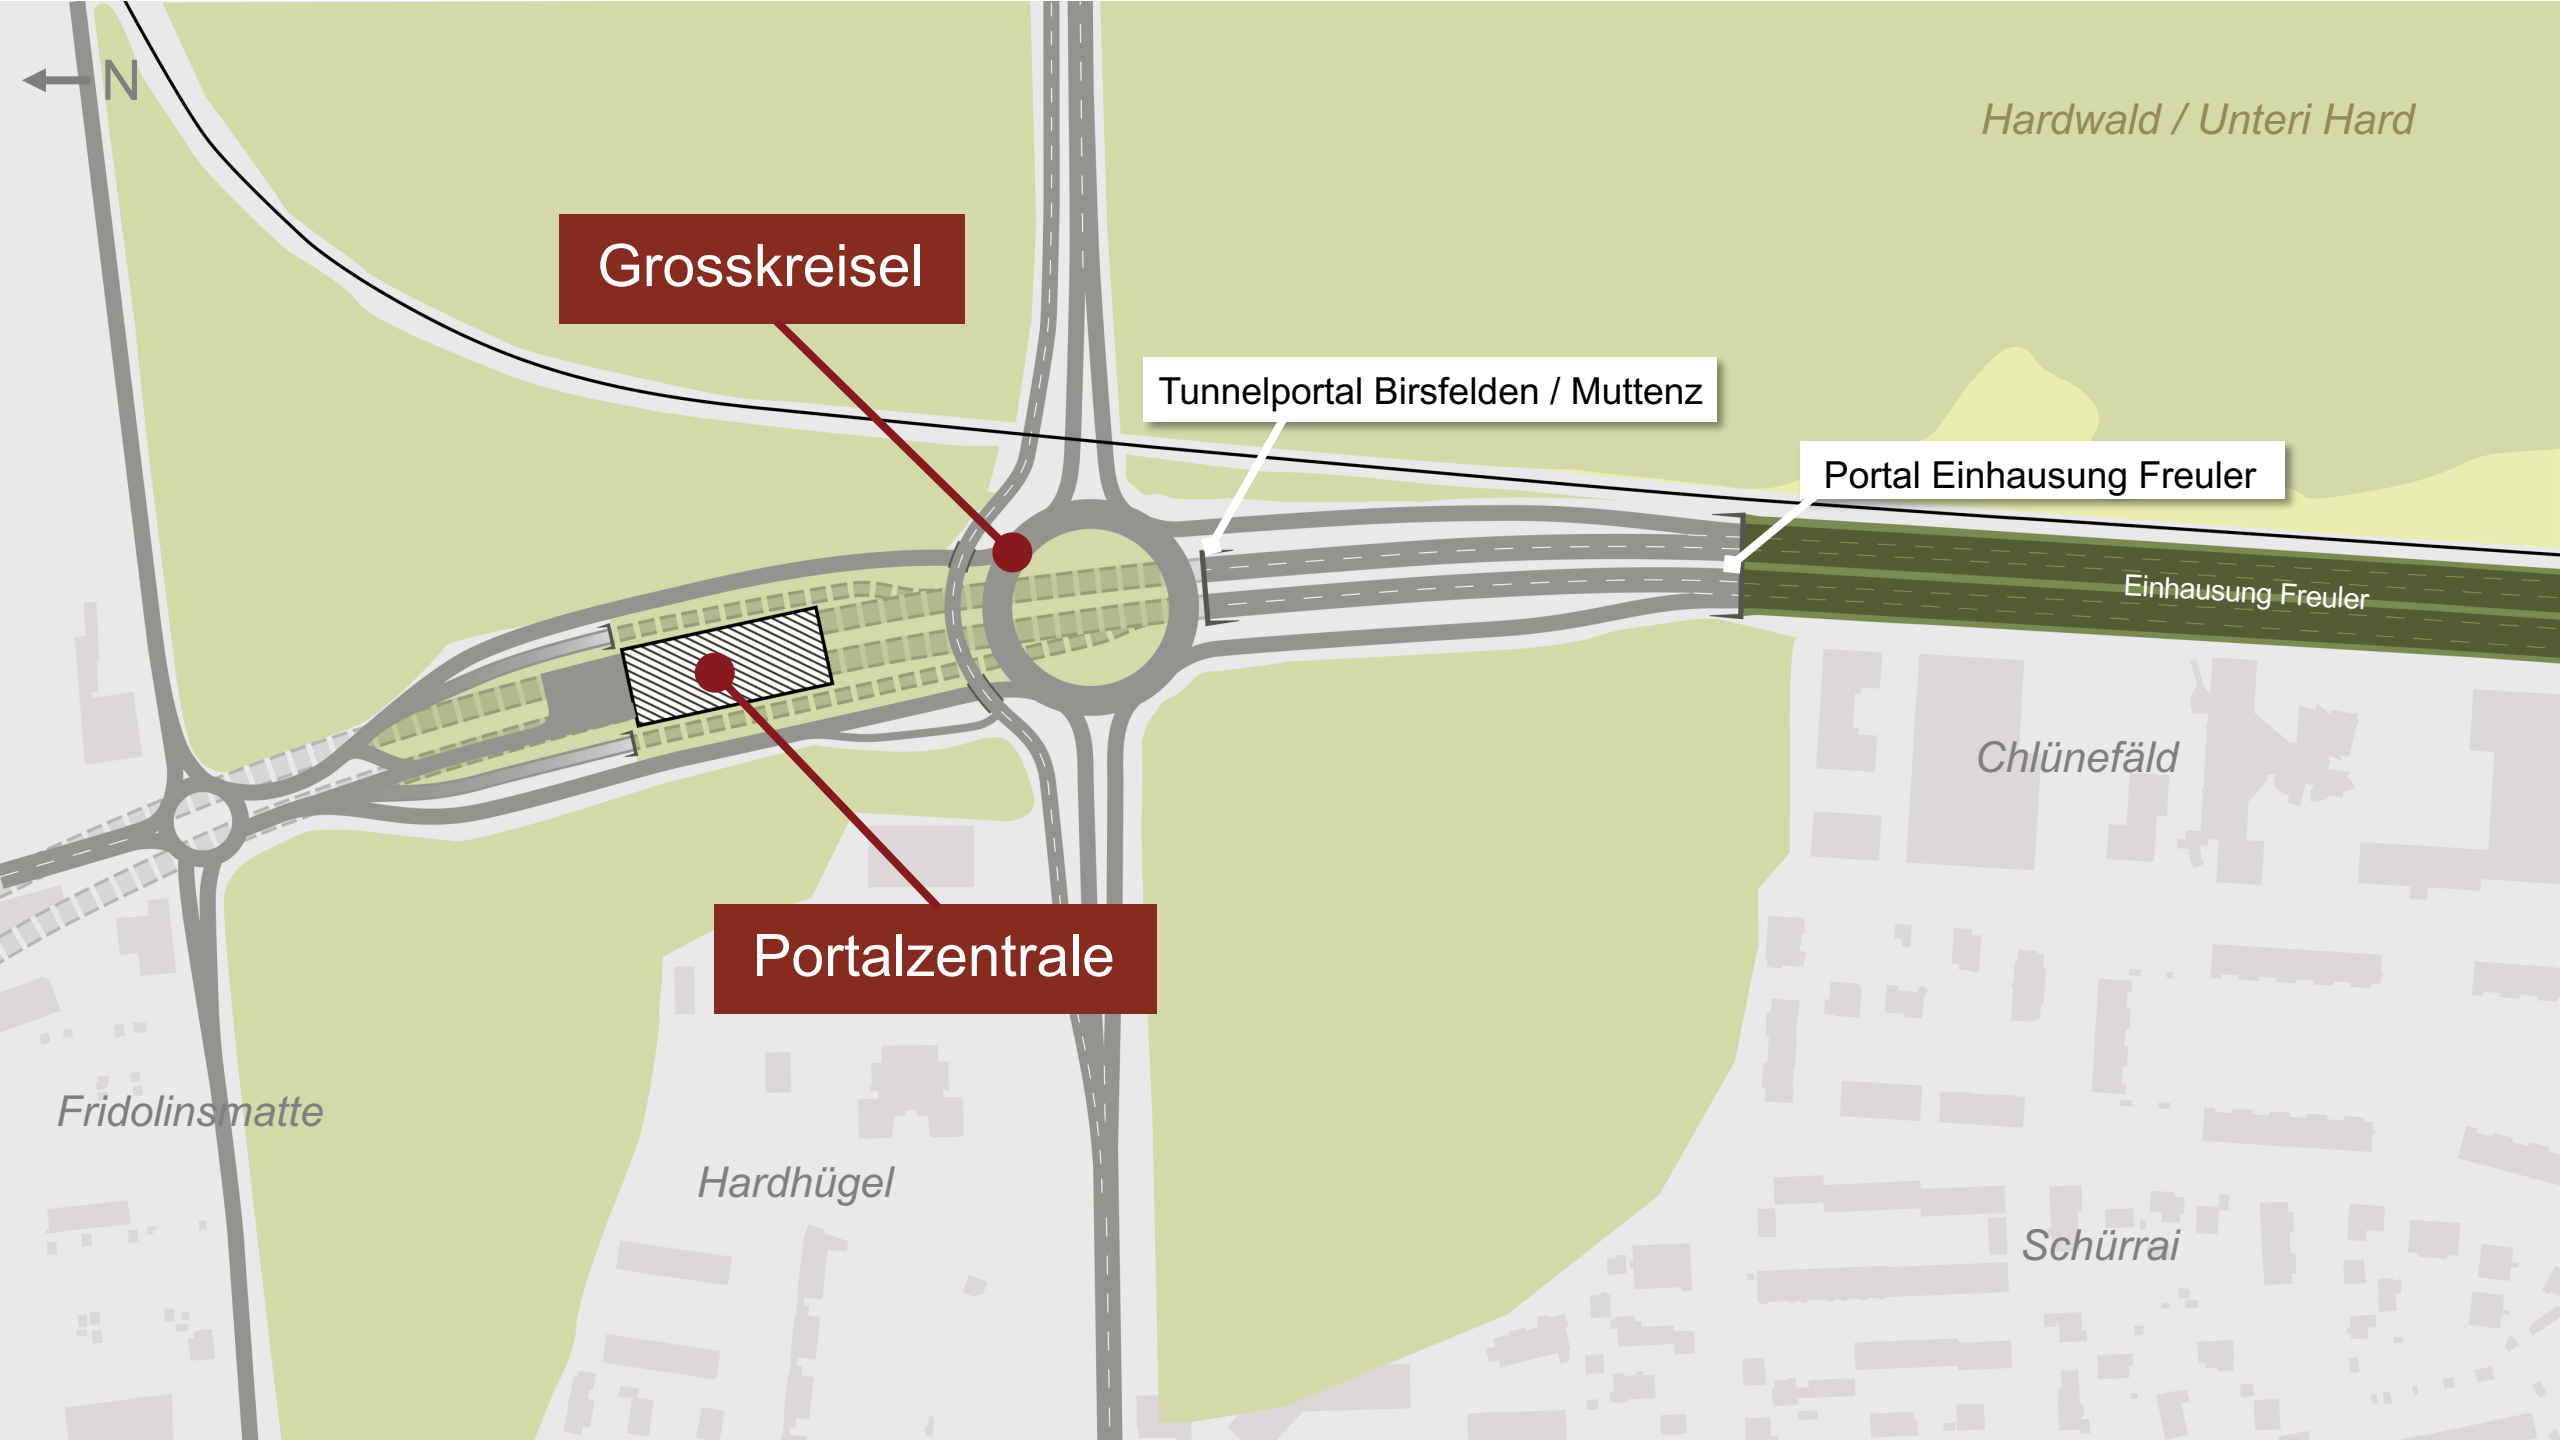 N
Hardwald / Unteri Hard
Grosskreisel
Tunnelportal Birsfelden / Muttenz
Portal Einhausung Freuler
Einhausung Freuler
Chlünefäld
Portalzentrale
Fridolinsmatte
Hardhügel
Schürrai